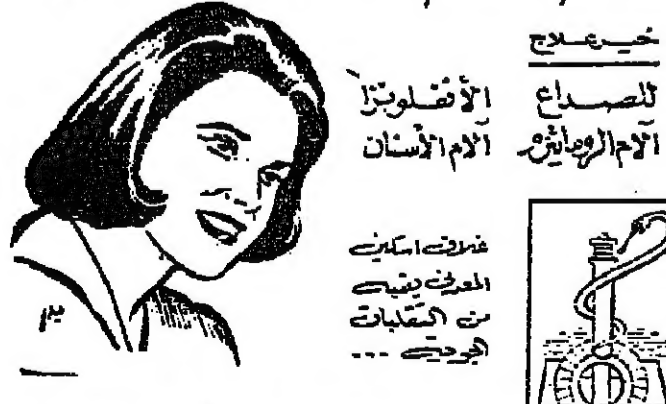 خير علاج
للصداع
الأنفلونزا
آلام الروماتيزم
آلام الأسنان
غلاف اسكين
المعدني يقيه
من التقلبات
الجوية ...